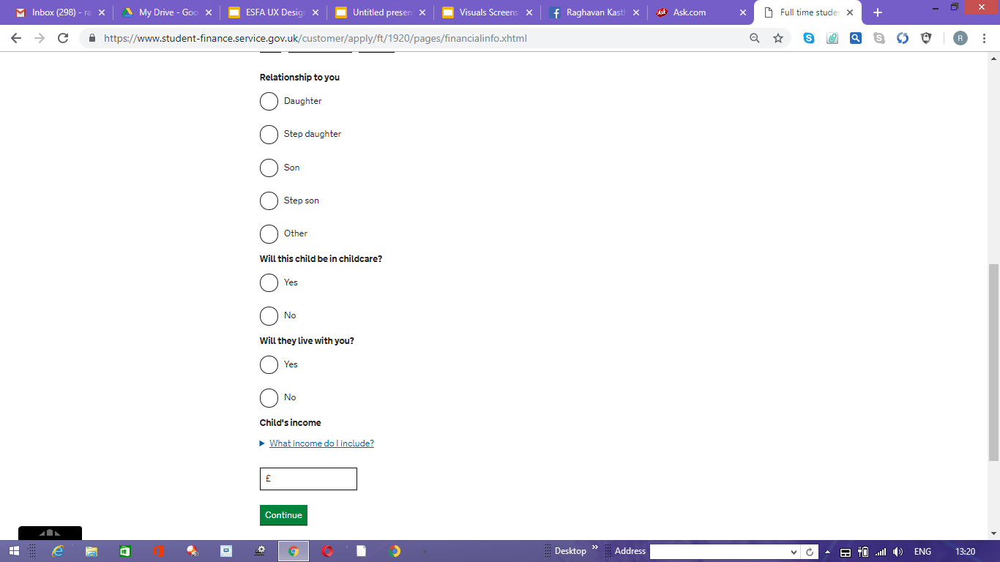 Inbox (298) - ra
My Drive - Goo
ESFA UX Design
Untitled presen
Visuals Screens
Raghavan Kasth
Ask.com
Full time studen
https://www.student-finance.service.gov.uk/customer/apply/ft/1920/pages/financialinfo.xhtml
R
Relationship to you
Daughter
Step daughter
Son
Step son
Other
Will this child be in childcare?
Yes
No
Will they live with you?
Yes
No
Child's income
What income do I include?
£
Continue
Desktop
Address
ENG
13:20